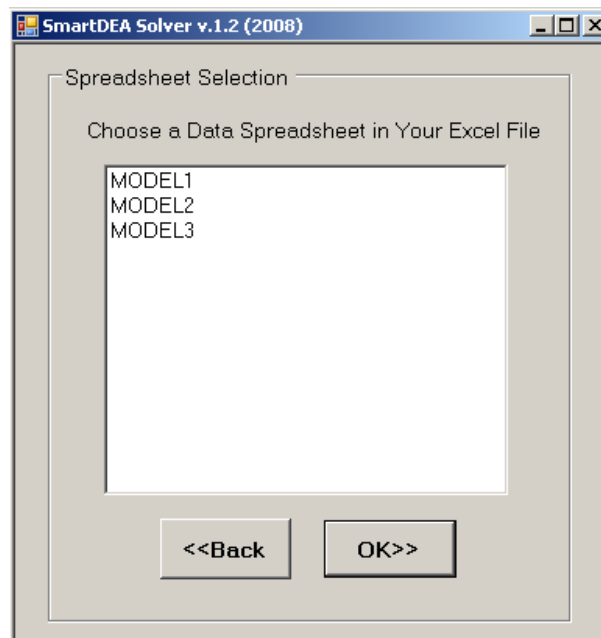 SmartDEA Solver v.1.2 (2008)
Spreadsheet Selection
Choose a Data Spreadsheet in Your Excel File
MODEL1
MODEL2
MODEL3
<<Back OK>>